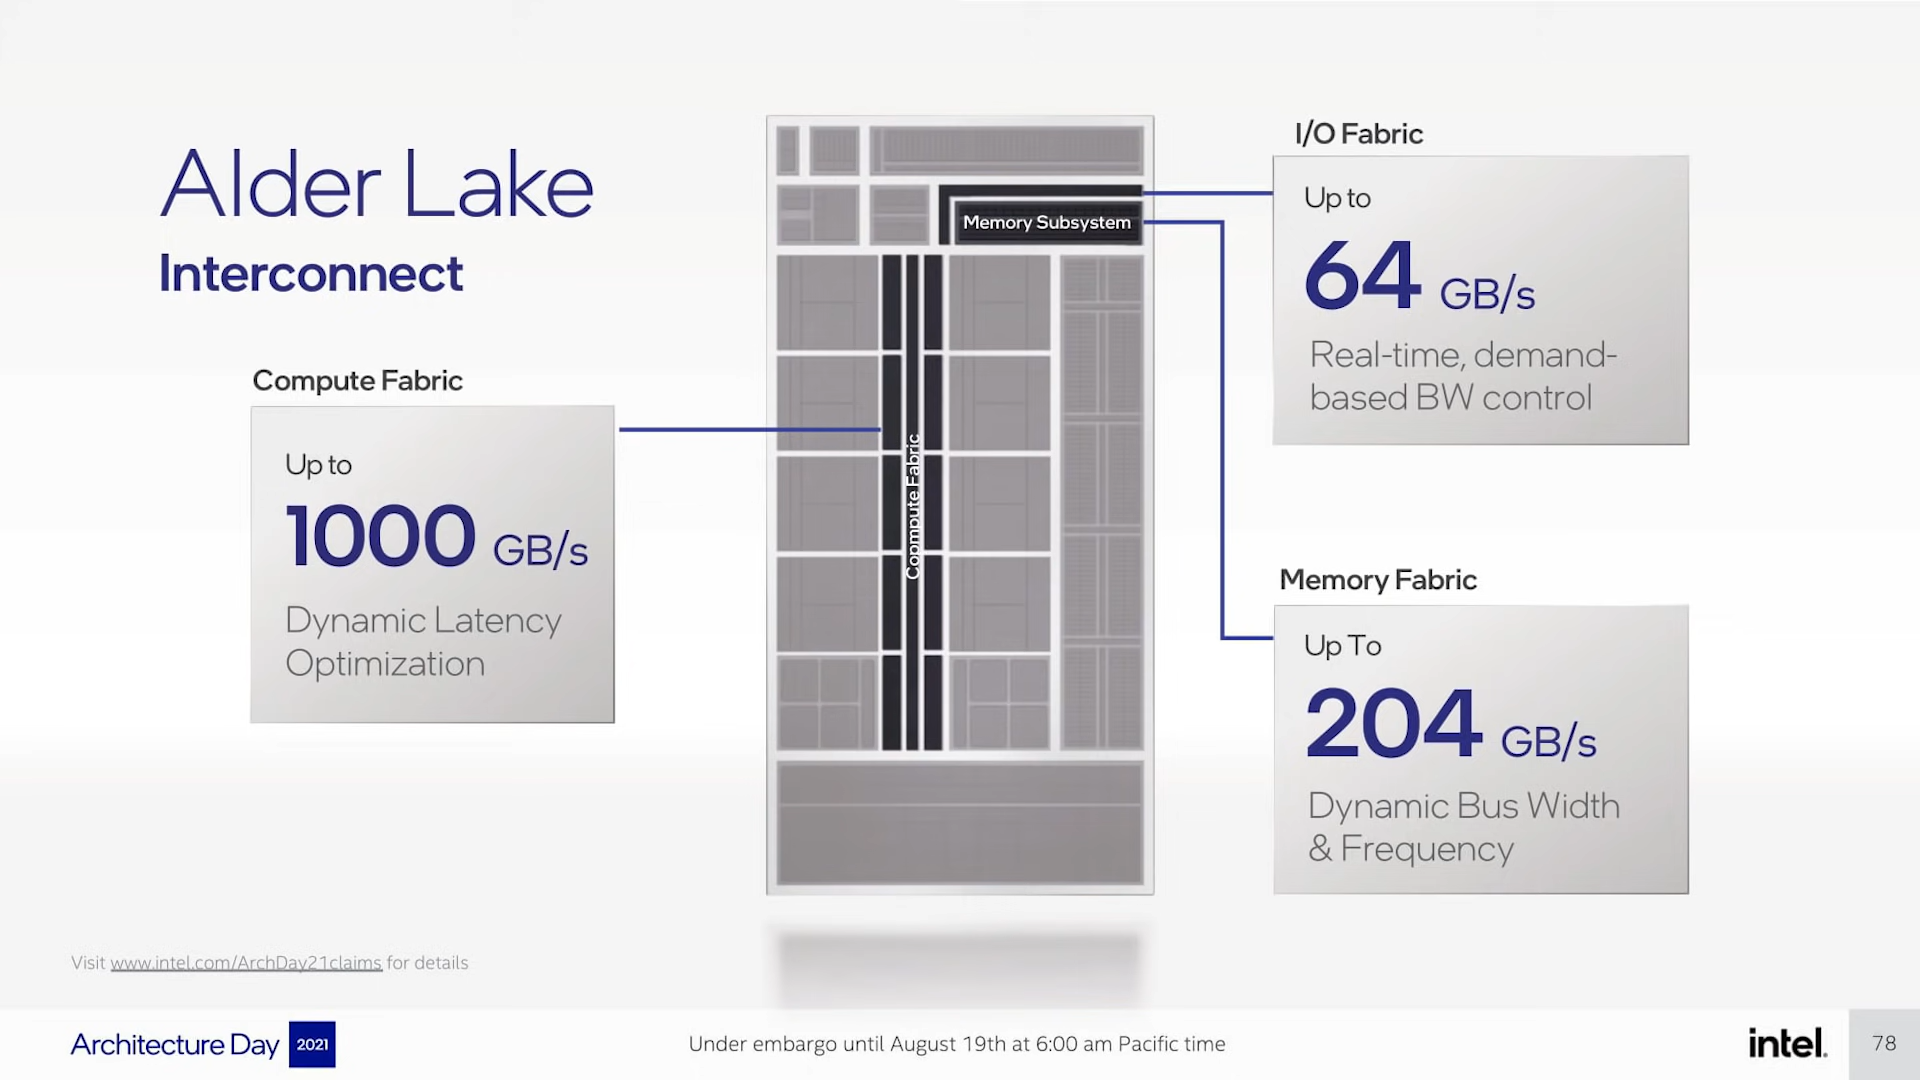 Alder Lake
Interconnect
Compute Fabric
Up to
1000 GB/s
Dynamic Latency
Optimization
Memory Subsystem
Compute Fabric
I/O Fabric
Up to
64 GB/s
Real-time, demand-
based BW control
Memory Fabric
Up To
204 GB/s
Dynamic Bus Width
& Frequency
Visit www.intel.com/ArchDay21claims for details
Architecture Day 2021
Under embargo until August 19th at 6:00 am Pacific time
intel.
78